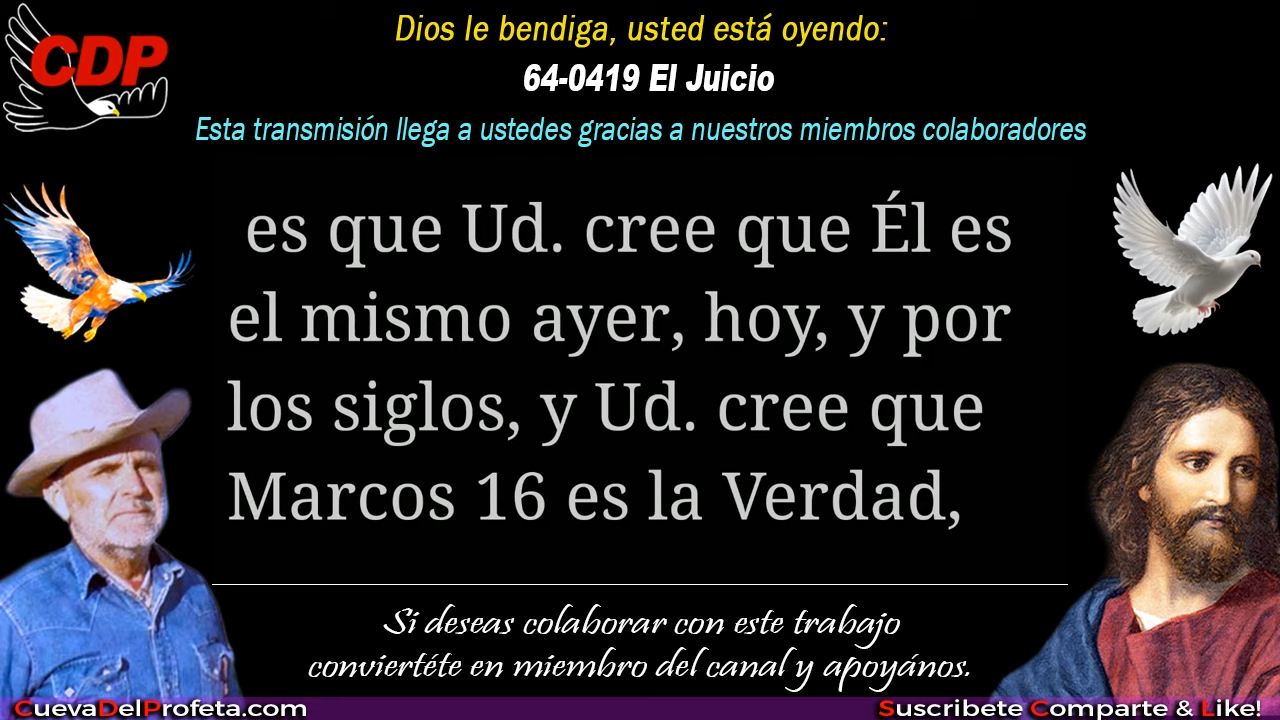 CDP
Dios le bendiga, usted está oyendo:
64-0419 El Juicio
Esta transmisión llega a ustedes gracias a nuestros miembros colaboradores
es que Ud. cree que Él es
el mismo ayer, hoy, y por
los siglos, y Ud. cree que
Marcos 16 es la Verdad,
Si deseas colaborar con este trabajo
conviertéte en miembro del canal y apoyános.
CuevaDelProfeta.com
Suscribete Comparte & Like!